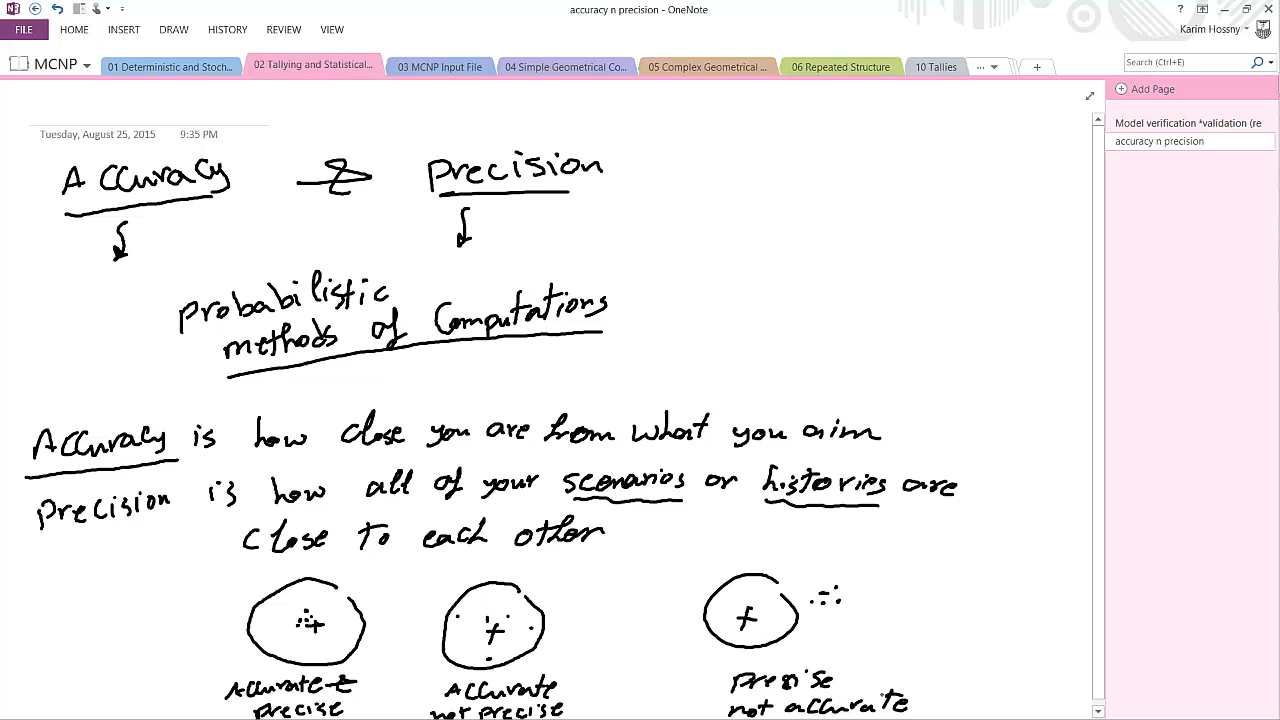 accuracy n precision - OneNote
FILE HOME INSERT DRAW HISTORY REVIEW VIEW
Karim Hossny
MCNP
01 Deterministic and Stoch...
02 Tallying and Statistical...
03 MCNP Input File
04 Simple Geometrical Co...
05 Complex Geometrical ...
06 Repeated Structure
10 Tallies
Search (Ctrl+E)
Add Page
Model verification *validation (re
accuracy n precision
Tuesday, August 25, 2015 9:35 PM
Accuracy & Precision
Probabilistic
methods of Computations
Accuracy is how close you are from what you aim
Precision is how all of your scenarios or histories are
close to each other
Accurate & precise
Accurate not precise
Precise not accurate